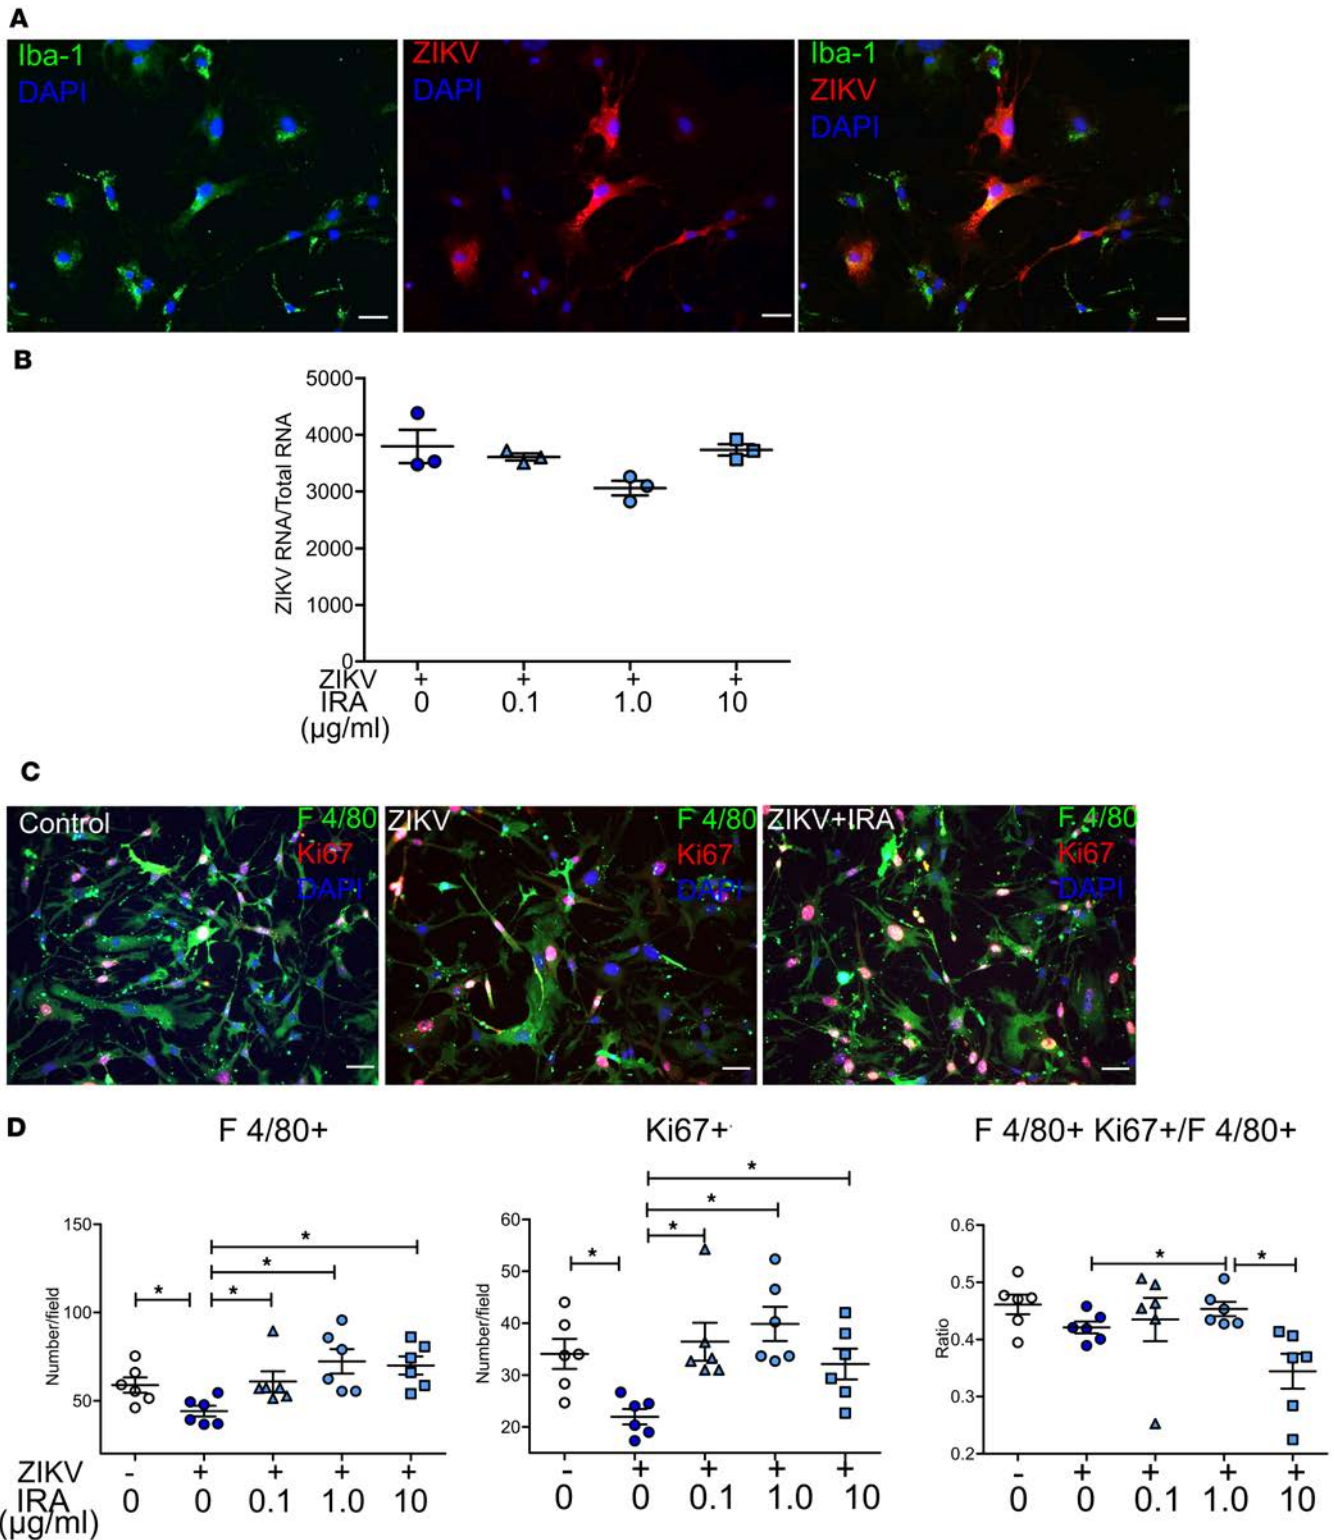 A
Iba-1
DAPI
ZIKV
DAPI
Iba-1
ZIKV
DAPI
B
5000
4000
3000
2000
1000
0
ZIKV RNA/Total RNA
ZIKV + + + +
IRA 0 0.1 1.0 10
(μg/ml)
C
Control
F 4/80
Ki67
DAPI
ZIKV
F 4/80
Ki67
DAPI
ZIKV+IRA
F 4/80
Ki67
DAPI
D
F 4/80+
150
100
50
Number/field
* * * *
Ki67+
60
50
40
30
20
Number/field
* * * *
F 4/80+ Ki67+/F 4/80+
0.6
0.5
0.4
0.3
0.2
Ratio
* *
ZIKV - + + + + - + + + + - + + + +
IRA 0 0 0.1 1.0 10 0 0 0.1 1.0 10 0 0 0.1 1.0 10
(μg/ml)